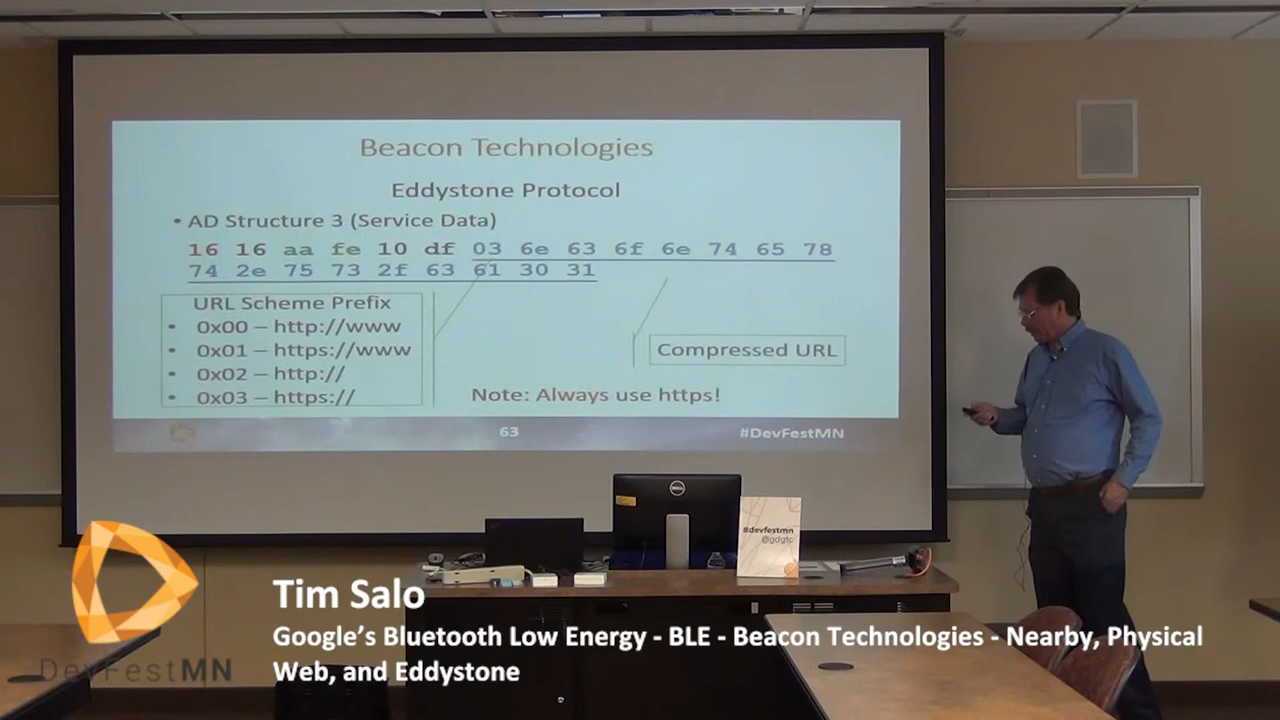 Beacon Technologies
Eddystone Protocol
• AD Structure 3 (Service Data)
16 16 aa fe 10 df 03 6e 63 6f 6e 74 65 78
74 2e 75 73 2f 63 61 30 31
URL Scheme Prefix
• 0x00 – http://www
• 0x01 – https://www
• 0x02 – http://
• 0x03 – https://
Compressed URL
Note: Always use https!
63
#DevFestMN
DELL
#devfestmn
@gdgtc
Tim Salo
Google’s Bluetooth Low Energy - BLE - Beacon Technologies - Nearby, Physical
Web, and Eddystone
DevFestMN